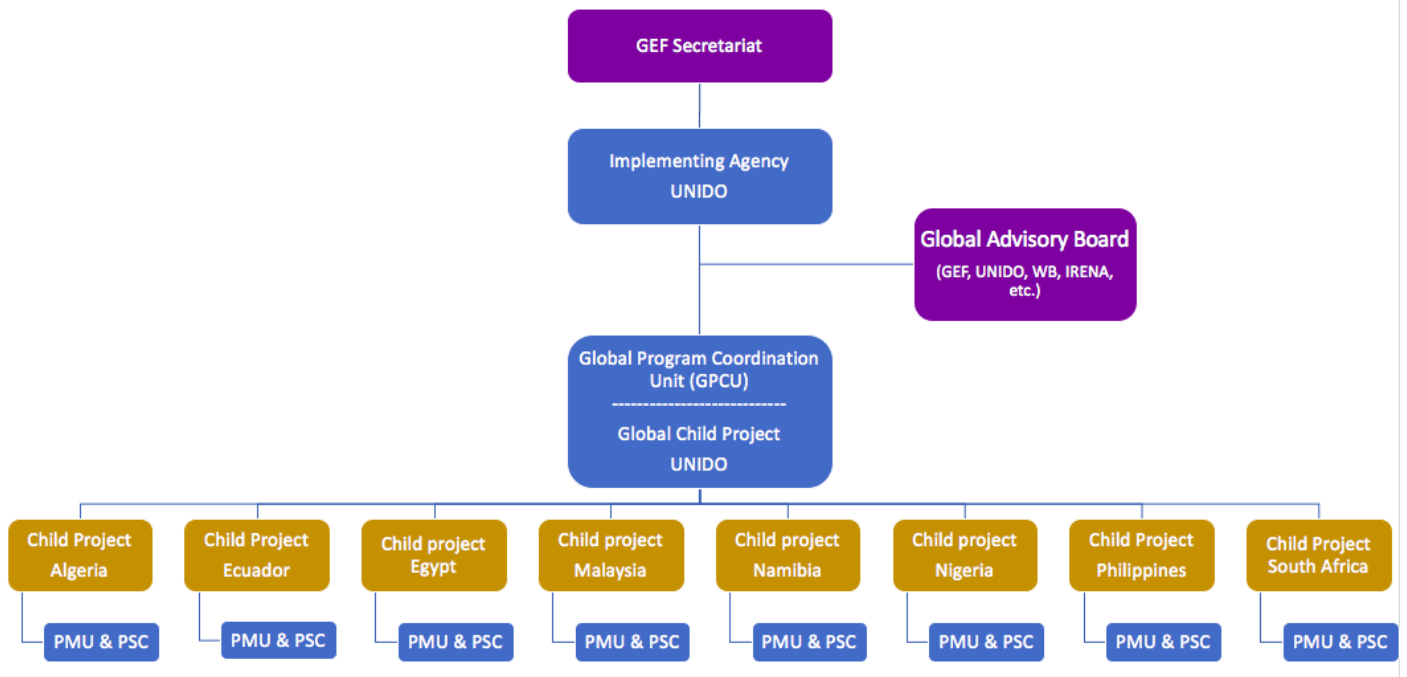 GEF Secretariat
Implementing Agency
UNIDO
Global Advisory Board
(GEF, UNIDO, WB, IRENA,
etc.)
Global Program Coordination
Unit (GPCU)
----------------------------
Global Child Project
UNIDO
Child Project
Algeria
Child Project
Ecuador
Child project
Egypt
Child project
Malaysia
Child project
Namibia
Child project
Nigeria
Child Project
Philippines
Child Project
South Africa
PMU & PSC
PMU & PSC
PMU & PSC
PMU & PSC
PMU & PSC
PMU & PSC
PMU & PSC
PMU & PSC